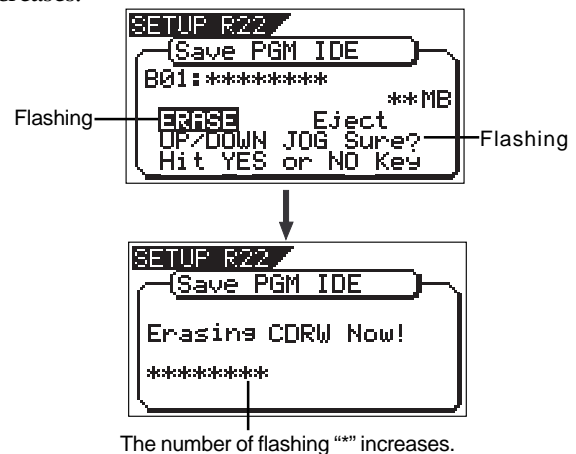 creases.
SETUP R22
Save PGM IDE
B01:********
**MB
Flashing
ERASE Eject
UP/DOWN JOG Sure?
Flashing
Hit YES or NO Key
SETUP R22
Save PGM IDE
Erasing CDRW Now!
********
The number of flashing “*” increases.